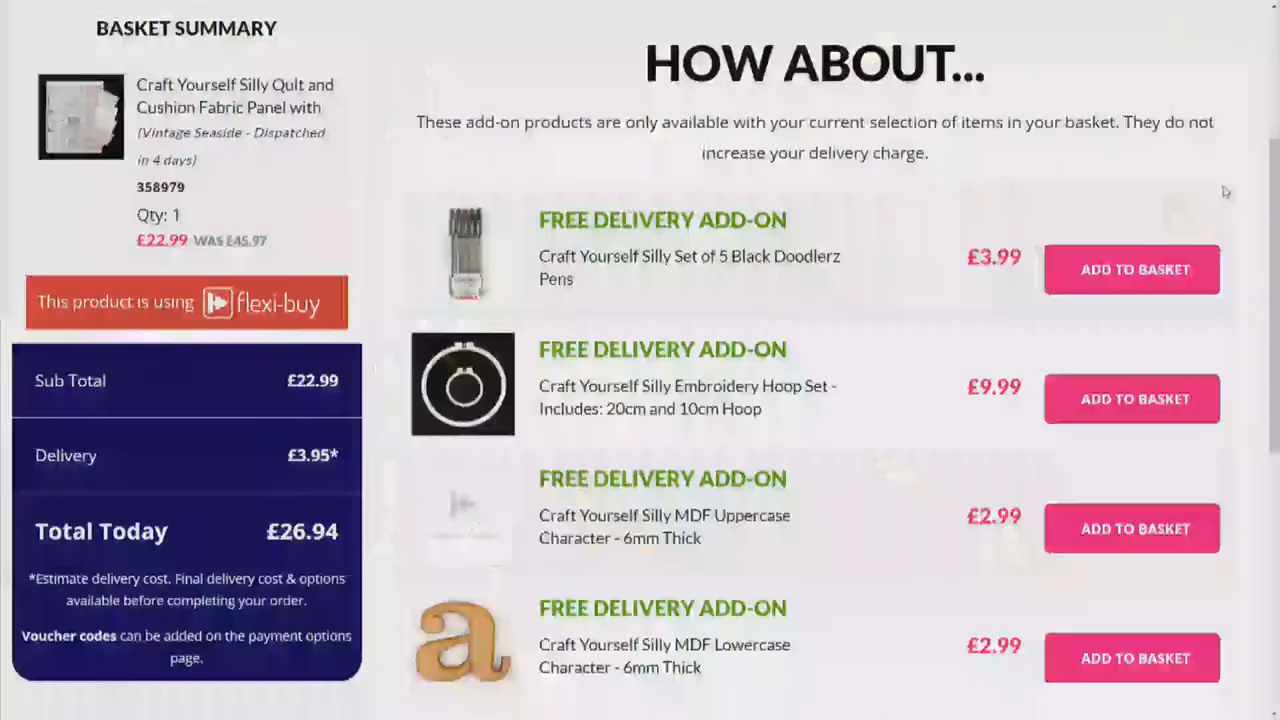 BASKET SUMMARY
Craft Yourself Silly Qult and
Cushion Fabric Panel with
(Vintage Seaside - Dispatched
in 4 days)
358979
Qty: 1
£22.99 WAS £45.97
This product is using flexi-buy
Sub Total £22.99
Delivery £3.95*
Total Today £26.94
*Estimate delivery cost. Final delivery cost & options
available before completing your order.
Voucher codes can be added on the payment options
page.
HOW ABOUT...
These add-on products are only available with your current selection of items in your basket. They do not
increase your delivery charge.
FREE DELIVERY ADD-ON
Craft Yourself Silly Set of 5 Black Doodlerz
Pens
£3.99
ADD TO BASKET
FREE DELIVERY ADD-ON
Craft Yourself Silly Embroidery Hoop Set -
Includes: 20cm and 10cm Hoop
£9.99
ADD TO BASKET
FREE DELIVERY ADD-ON
Craft Yourself Silly MDF Uppercase
Character - 6mm Thick
£2.99
ADD TO BASKET
FREE DELIVERY ADD-ON
Craft Yourself Silly MDF Lowercase
Character - 6mm Thick
£2.99
ADD TO BASKET
a